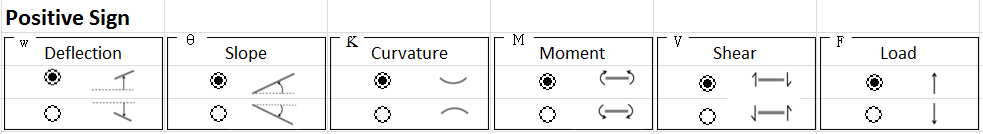 Positive Sign
w θ K M V F
Deflection Slope Curvature Moment Shear Load